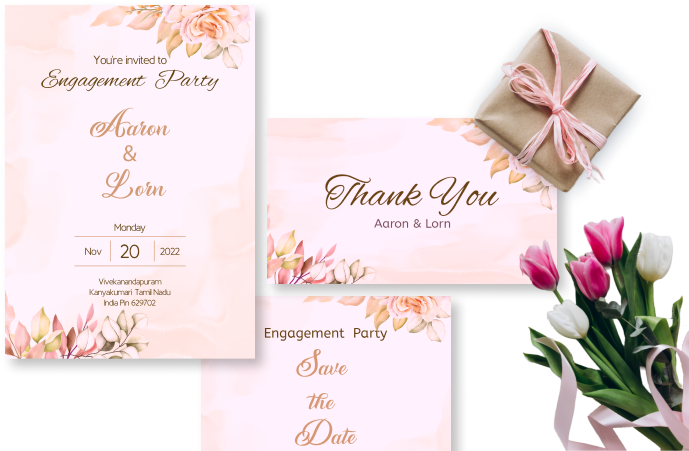 You're invited to
Engagement Party
Aaron
&
Lorn
Monday
Nov 20 2022
Vivekanandapuram
Kanyakumari Tamil Nadu
India Pin 629702
Thank You
Aaron & Lorn
Engagement Party
Save
the
Date